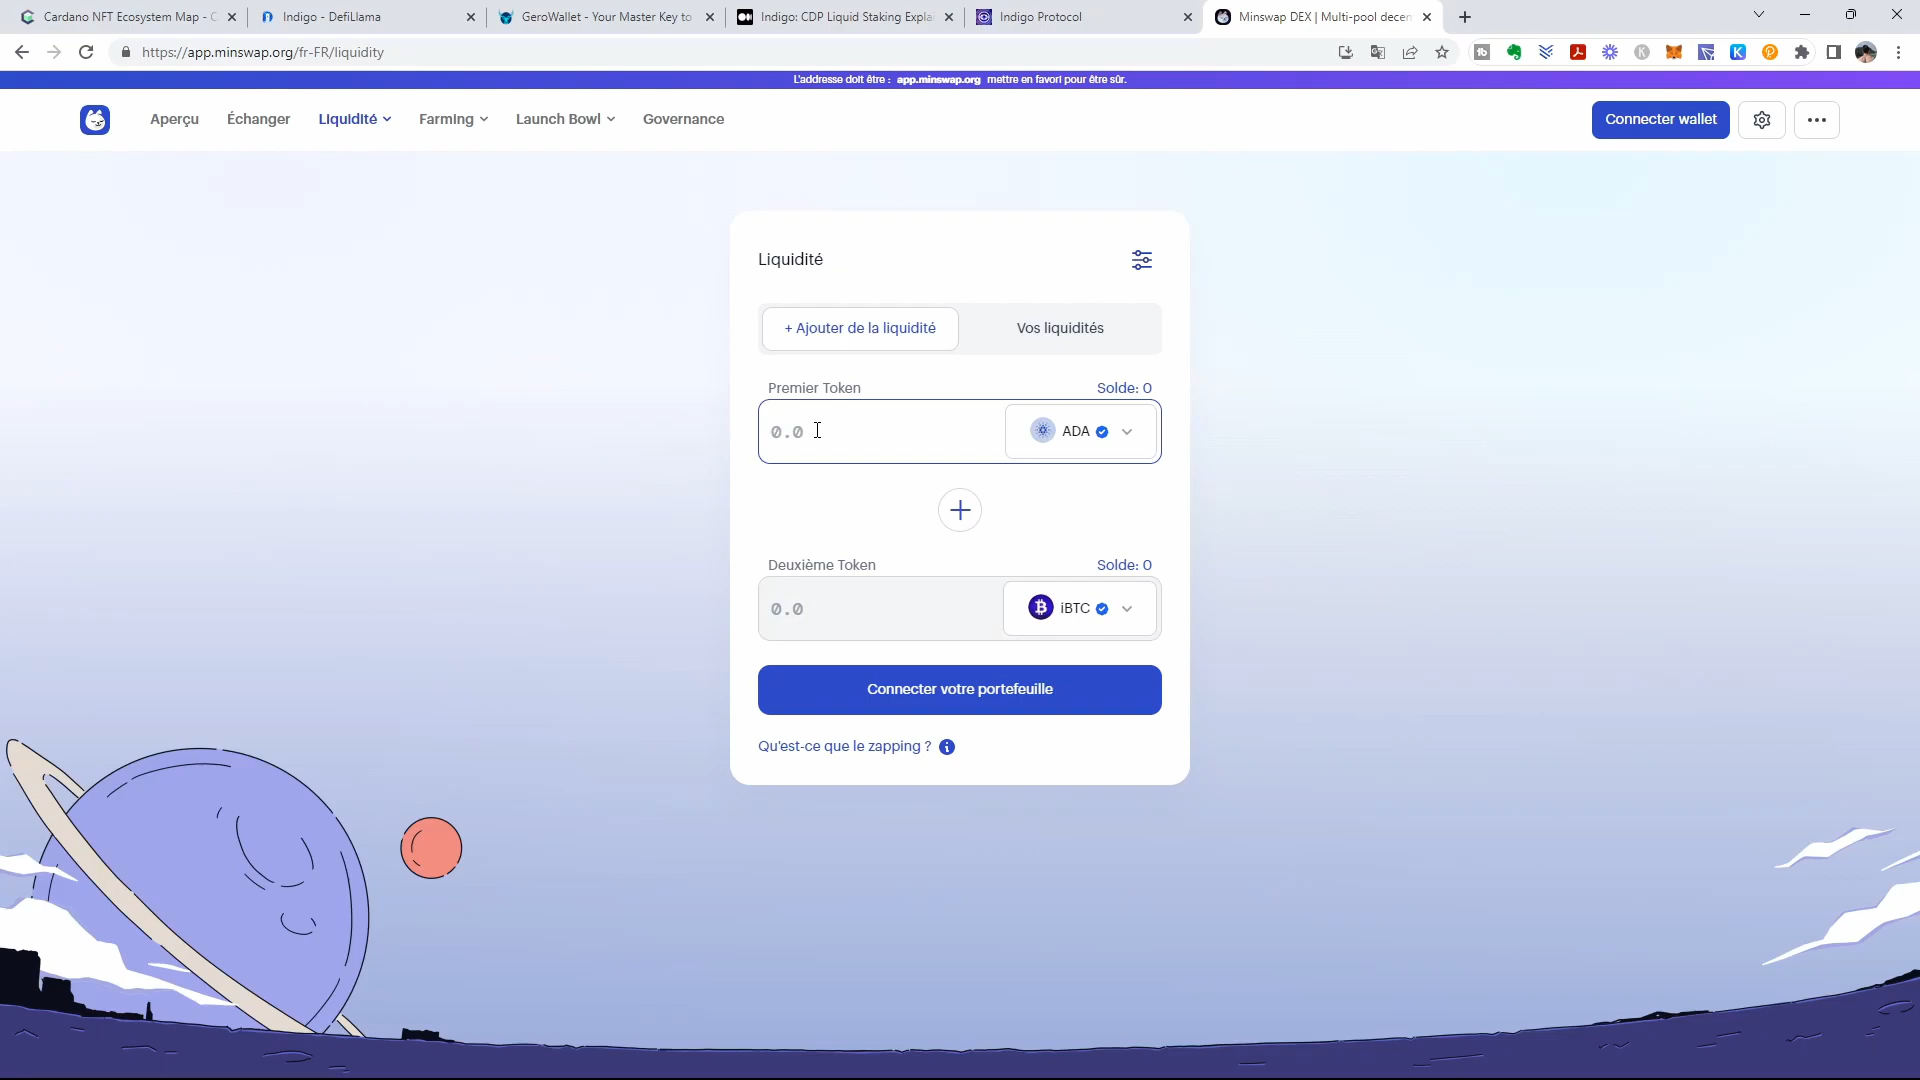 Cardano NFT Ecosystem Map - C
Indigo - DefiLlama
GeroWallet - Your Master Key to
Indigo: CDP Liquid Staking Explai
Indigo Protocol
Minswap DEX | Multi-pool decen
https://app.minswap.org/fr-FR/liquidity
L'addresse doit être : app.minswap.org mettre en favori pour être sûr.
Aperçu
Échanger
Liquidité
Farming
Launch Bowl
Governance
Connecter wallet
Liquidité
+ Ajouter de la liquidité
Vos liquidités
Premier Token
Solde: 0
0.0
ADA
Deuxième Token
Solde: 0
0.0
iBTC
Connecter votre portefeuille
Qu'est-ce que le zapping ?